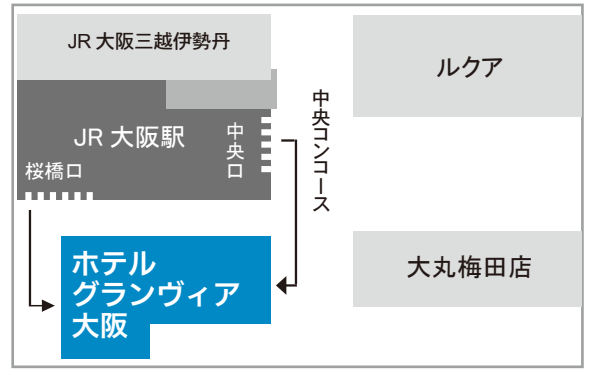 JR 大阪三越伊勢丹
ルクア
JR 大阪駅
中央口
中央コンコース
桜橋口
ホテル
グランヴィア
大阪
大丸梅田店